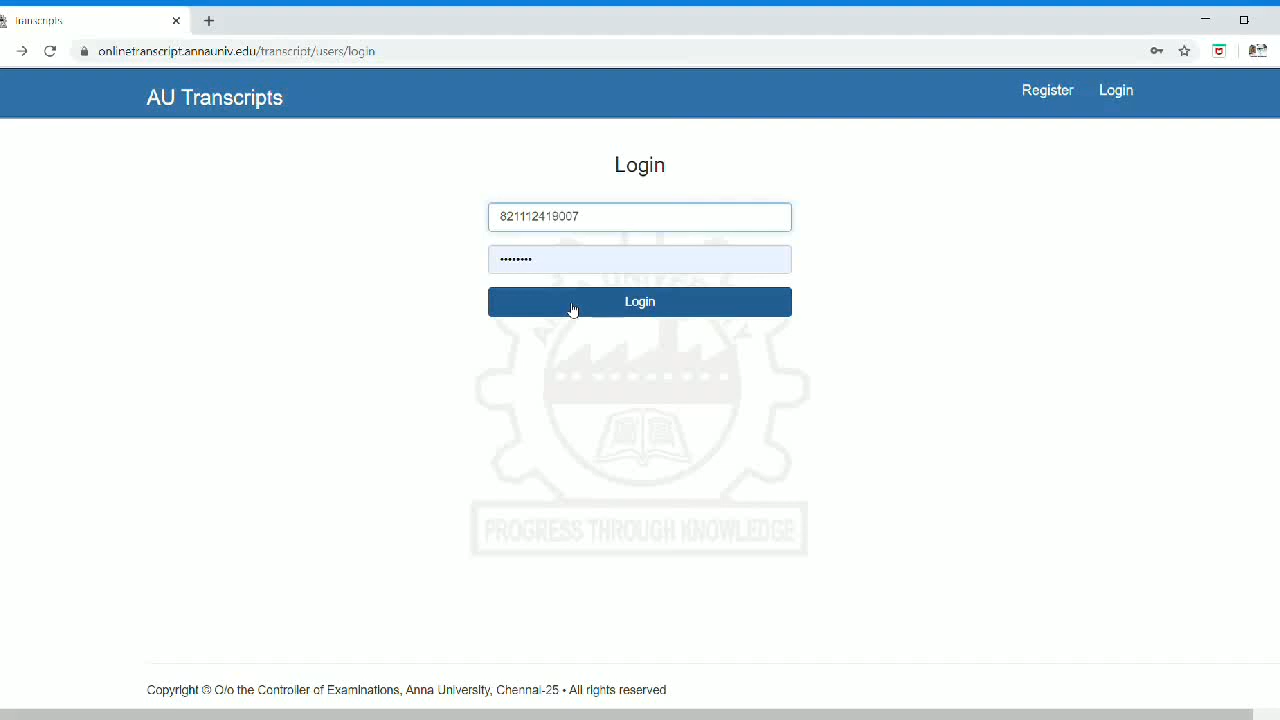 Transcripts
onlinetranscript.annauniv.edu/transcript/users/login
AU Transcripts
Register
Login
Login
821112419007
Login
PROGRESS THROUGH KNOWLEDGE
Copyright © O/o the Controller of Examinations, Anna University, Chennai-25 • All rights reserved